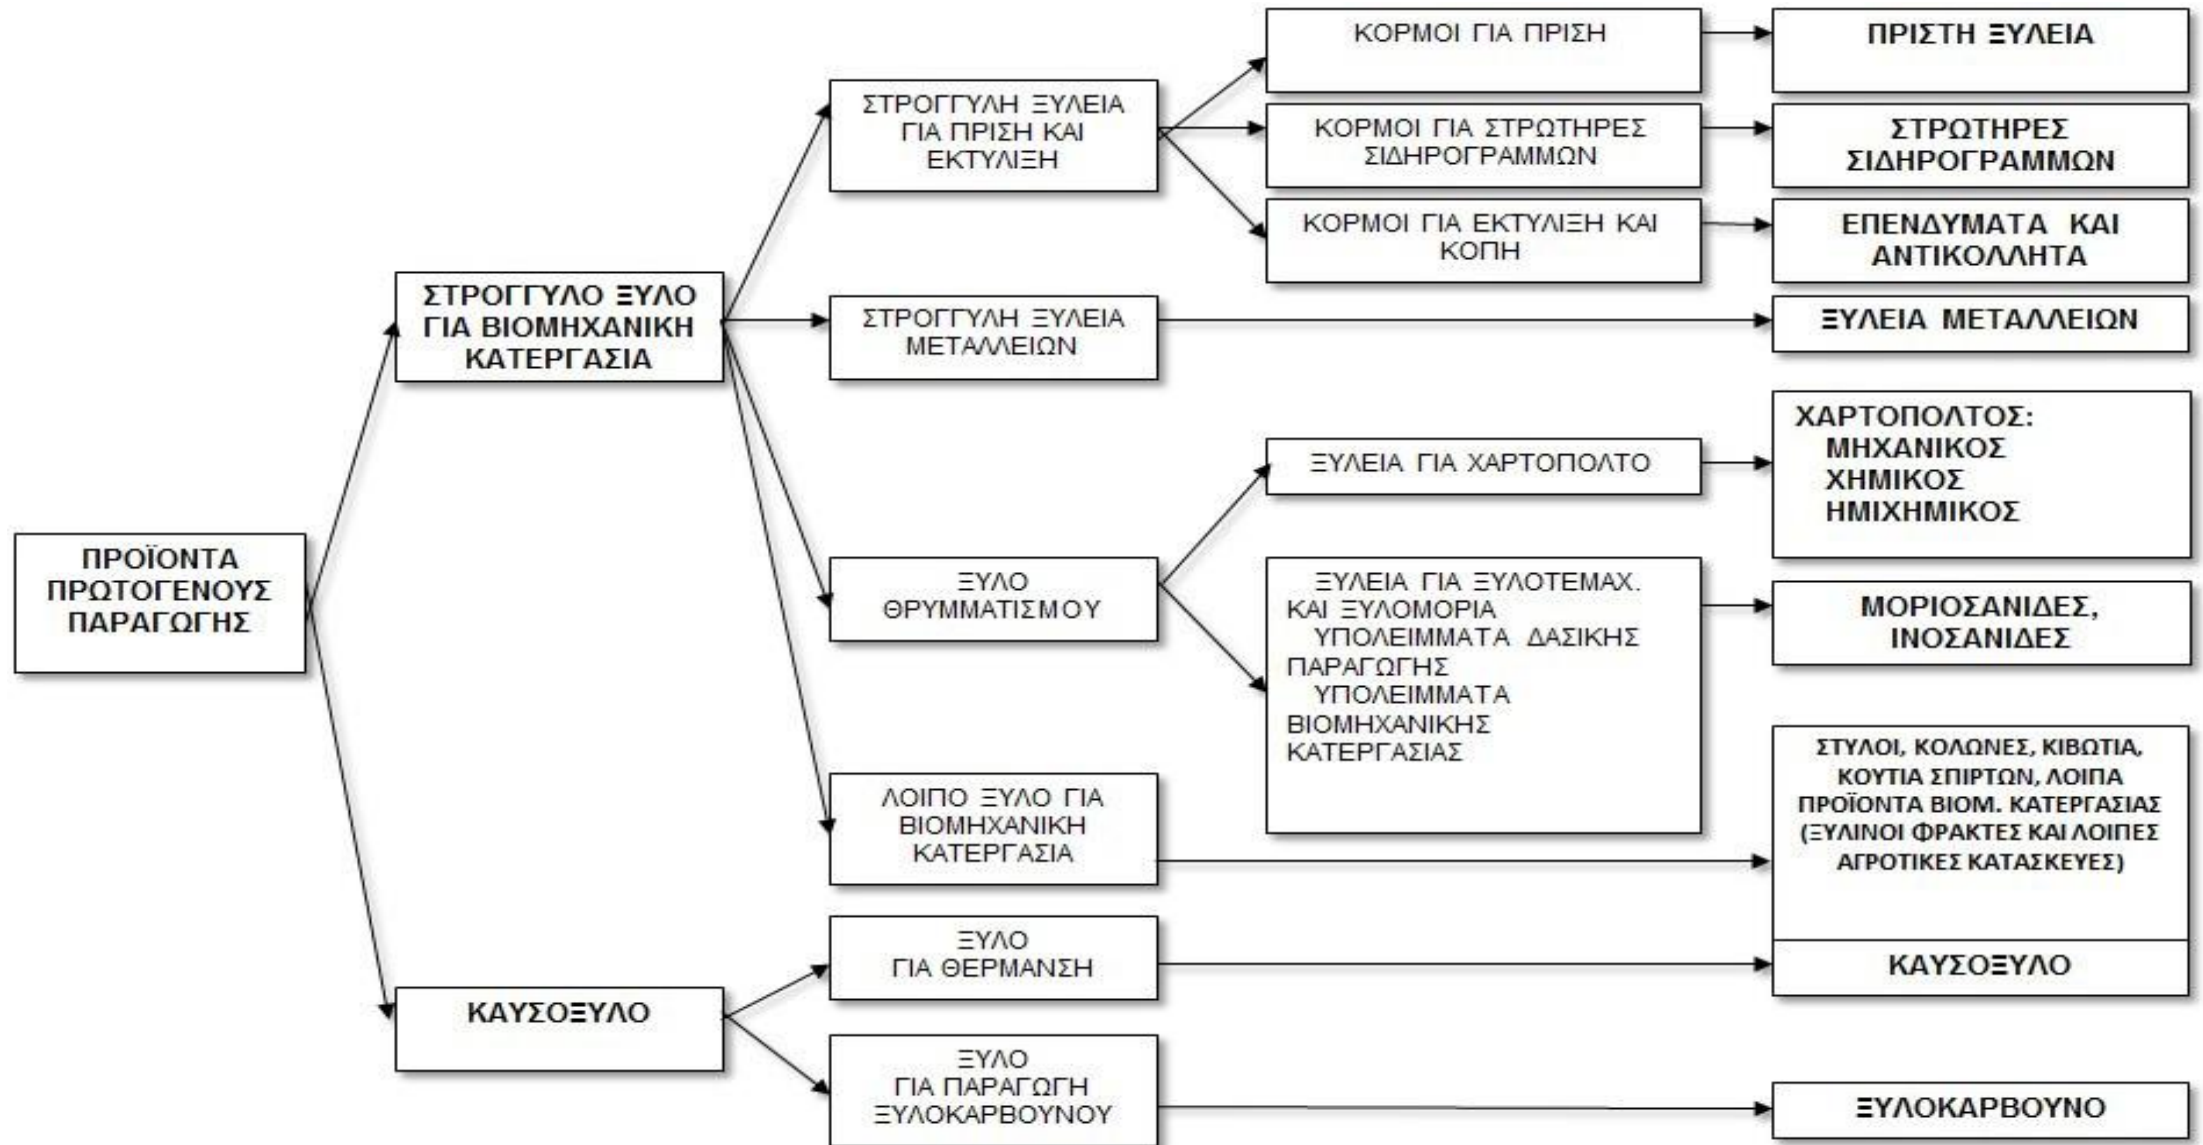 ΠΡΟΪΟΝΤΑ
ΠΡΩΤΟΓΕΝΟΥΣ
ΠΑΡΑΓΩΓΗΣ
ΣΤΡΟΓΓΥΛΟ ΞΥΛΟ
ΓΙΑ ΒΙΟΜΗΧΑΝΙΚΗ
ΚΑΤΕΡΓΑΣΙΑ
ΚΑΥΣΟΞΥΛΟ
ΣΤΡΟΓΓΥΛΗ ΞΥΛΕΙΑ
ΓΙΑ ΠΡΙΣΗ ΚΑΙ
ΕΚΤΥΛΙΞΗ
ΣΤΡΟΓΓΥΛΗ ΞΥΛΕΙΑ
ΜΕΤΑΛΛΕΙΩΝ
ΞΥΛΟ
ΘΡΥΜΜΑΤΙΣΜΟΥ
ΛΟΙΠΟ ΞΥΛΟ ΓΙΑ
ΒΙΟΜΗΧΑΝΙΚΗ
ΚΑΤΕΡΓΑΣΙΑ
ΞΥΛΟ
ΓΙΑ ΘΕΡΜΑΝΣΗ
ΞΥΛΟ
ΓΙΑ ΠΑΡΑΓΩΓΗ
ΞΥΛΟΚΑΡΒΟΥΝΟΥ
ΚΟΡΜΟΙ ΓΙΑ ΠΡΙΣΗ
ΚΟΡΜΟΙ ΓΙΑ ΣΤΡΩΤΗΡΕΣ
ΣΙΔΗΡΟΓΡΑΜΜΩΝ
ΚΟΡΜΟΙ ΓΙΑ ΕΚΤΥΛΙΞΗ ΚΑΙ
ΚΟΠΗ
ΞΥΛΕΙΑ ΓΙΑ ΧΑΡΤΟΠΟΛΤΟ
ΞΥΛΕΙΑ ΓΙΑ ΞΥΛΟΤΕΜΑΧ.
ΚΑΙ ΞΥΛΟΜΟΡΙΑ
ΥΠΟΛΕΙΜΜΑΤΑ ΔΑΣΙΚΗΣ
ΠΑΡΑΓΩΓΗΣ
ΥΠΟΛΕΙΜΜΑΤΑ
ΒΙΟΜΗΧΑΝΙΚΗΣ
ΚΑΤΕΡΓΑΣΙΑΣ
ΠΡΙΣΤΗ ΞΥΛΕΙΑ
ΣΤΡΩΤΗΡΕΣ
ΣΙΔΗΡΟΓΡΑΜΜΩΝ
ΕΠΕΝΔΥΜΑΤΑ ΚΑΙ
ΑΝΤΙΚΟΛΛΗΤΑ
ΞΥΛΕΙΑ ΜΕΤΑΛΛΕΙΩΝ
ΧΑΡΤΟΠΟΛΤΟΣ:
ΜΗΧΑΝΙΚΟΣ
ΧΗΜΙΚΟΣ
ΗΜΙΧΗΜΙΚΟΣ
ΜΟΡΙΟΣΑΝΙΔΕΣ,
ΙΝΟΣΑΝΙΔΕΣ
ΣΤΥΛΟΙ, ΚΟΛΩΝΕΣ, ΚΙΒΩΤΙΑ,
ΚΟΥΤΙΑ ΣΠΙΡΤΩΝ, ΛΟΙΠΑ
ΠΡΟΪΟΝΤΑ ΒΙΟΜ. ΚΑΤΕΡΓΑΣΙΑΣ
(ΞΥΛΙΝΟΙ ΦΡΑΚΤΕΣ ΚΑΙ ΛΟΙΠΕΣ
ΑΓΡΟΤΙΚΕΣ ΚΑΤΑΣΚΕΥΕΣ)
ΚΑΥΣΟΞΥΛΟ
ΞΥΛΟΚΑΡΒΟΥΝΟ